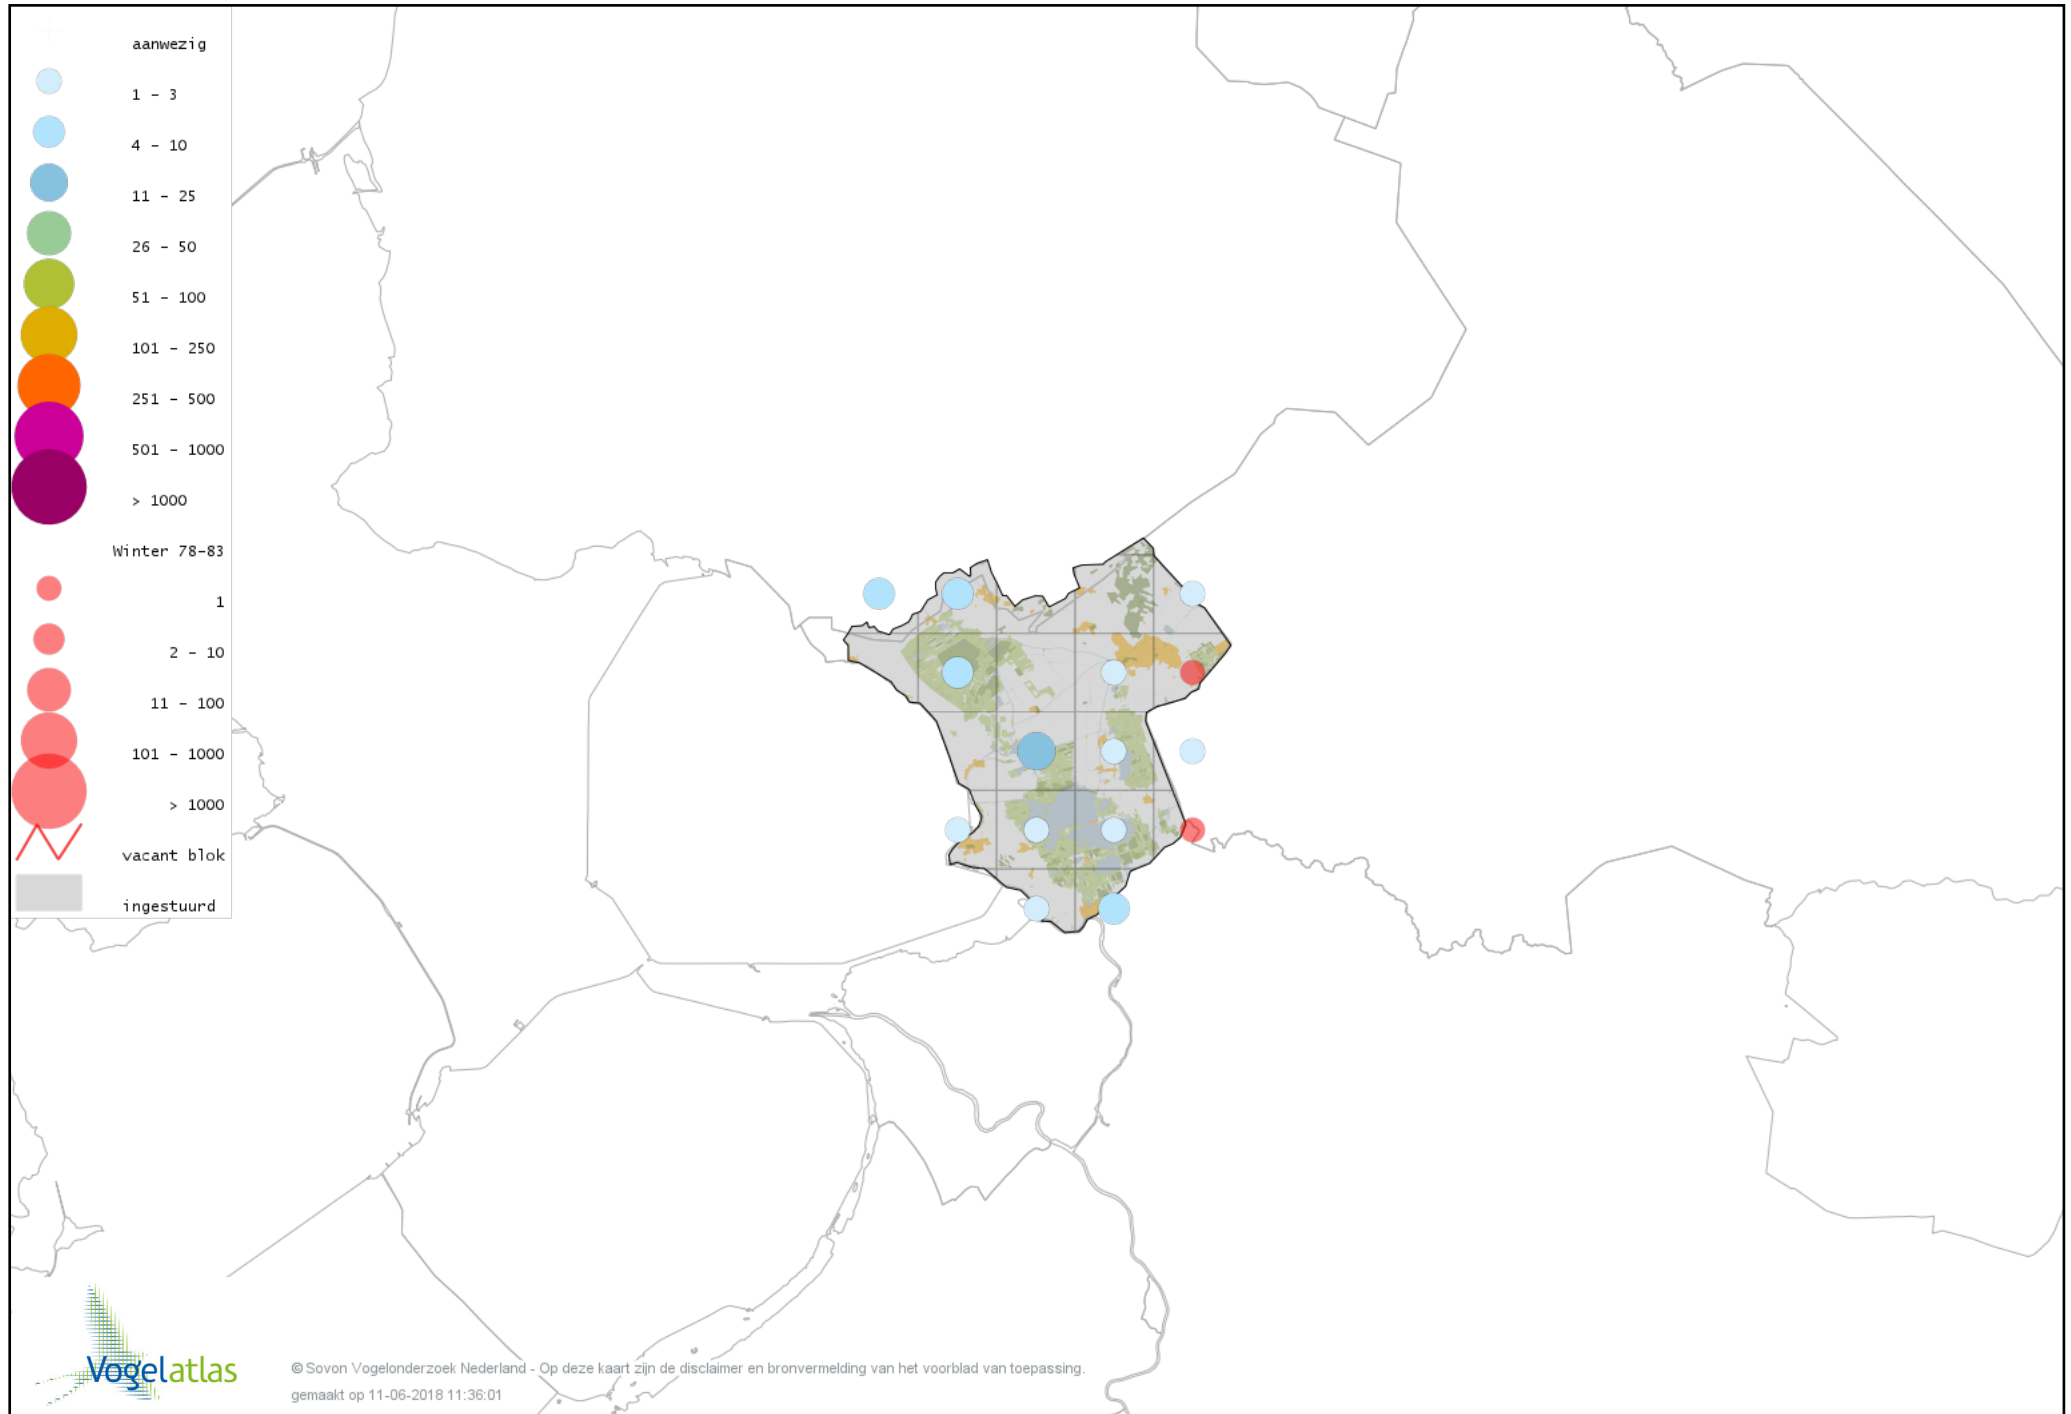 aanwezig
1 - 3
4 - 10
11 - 25
26 - 50
51 - 100
101 - 250
251 - 500
501 - 1000
> 1000
Winter 78-83
1
2 - 10
11 - 100
101 - 1000
> 1000
vacant blok
ingestuurd
Vogelatlas
© Sovon Vogelonderzoek Nederland - Op deze kaart zijn de disclaimer en bronvermelding van het voorblad van toepassing.
gemaakt op 11-06-2018 11:36:01